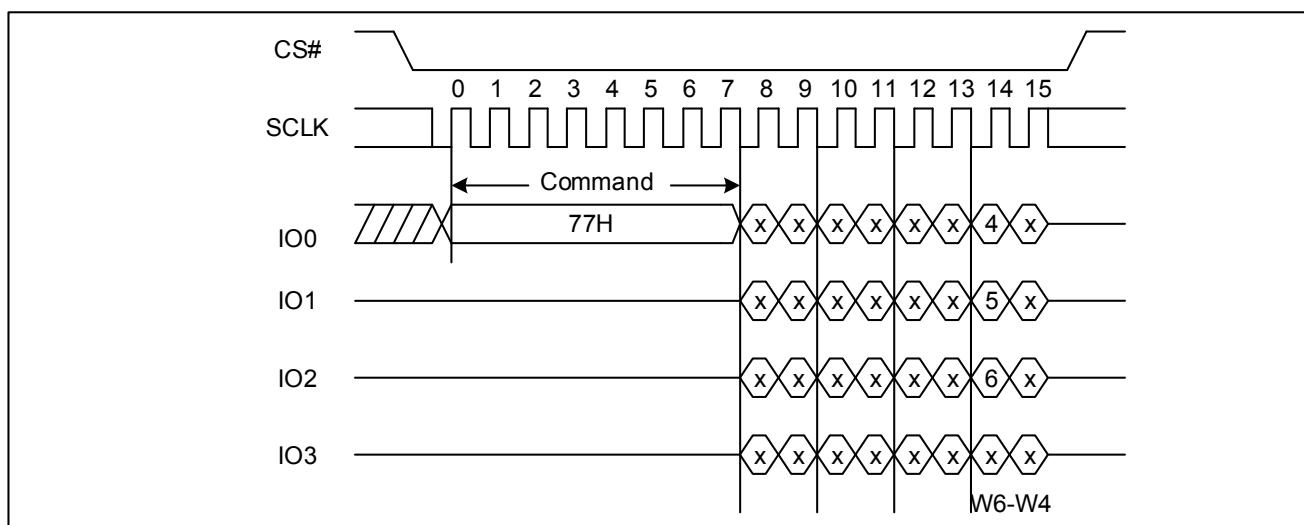 CS#
0 1 2 3 4 5 6 7 8 9 10 11 12 13 14 15
SCLK
Command
IO0 77H x x x x x x 4 x
IO1 x x x x x x 5 x
IO2 x x x x x x 6 x
IO3 x x x x x x x x
W6-W4